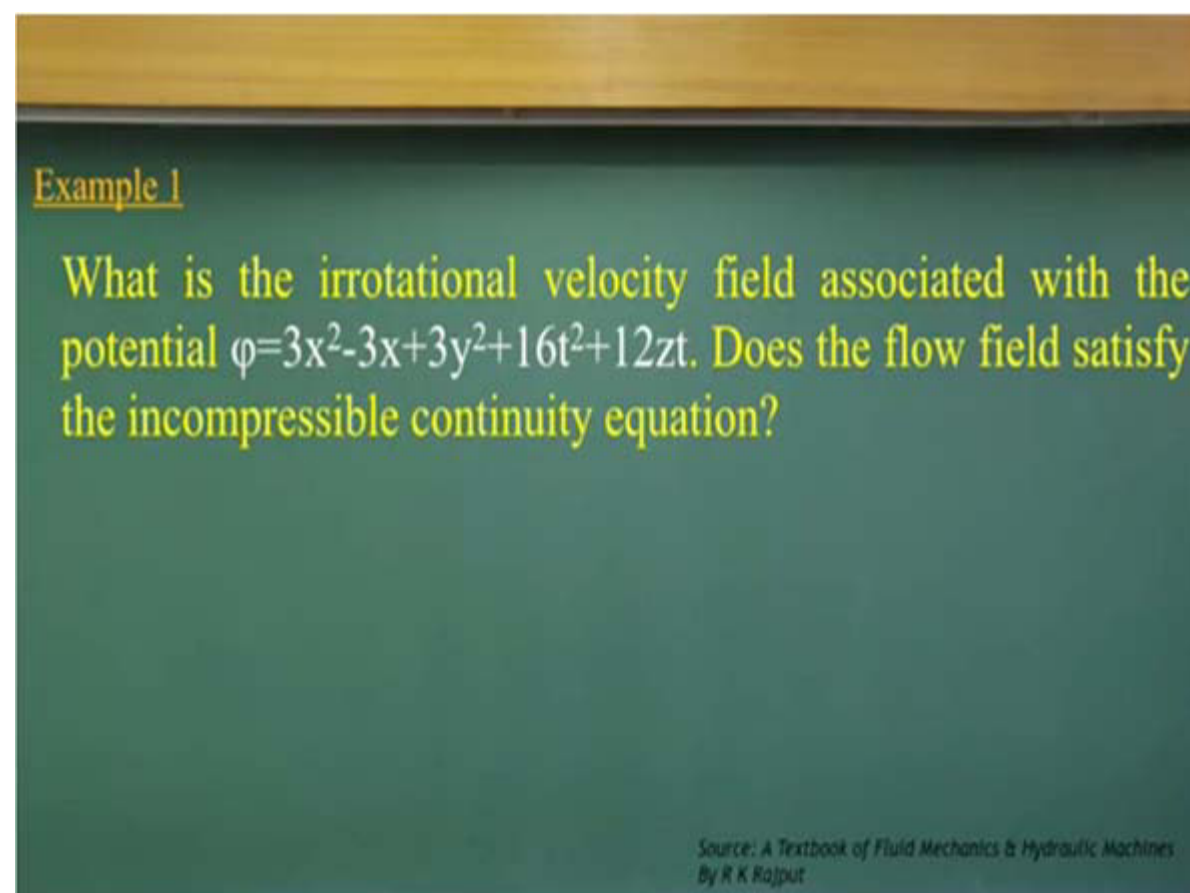 Example 1
What is the irrotational velocity field associated with the
potential φ=3x²-3x+3y²+16t²+12zt. Does the flow field satisfy
the incompressible continuity equation?
Source: A Textbook of Fluid Mechanics & Hydraulic Machines
By R K Rajput